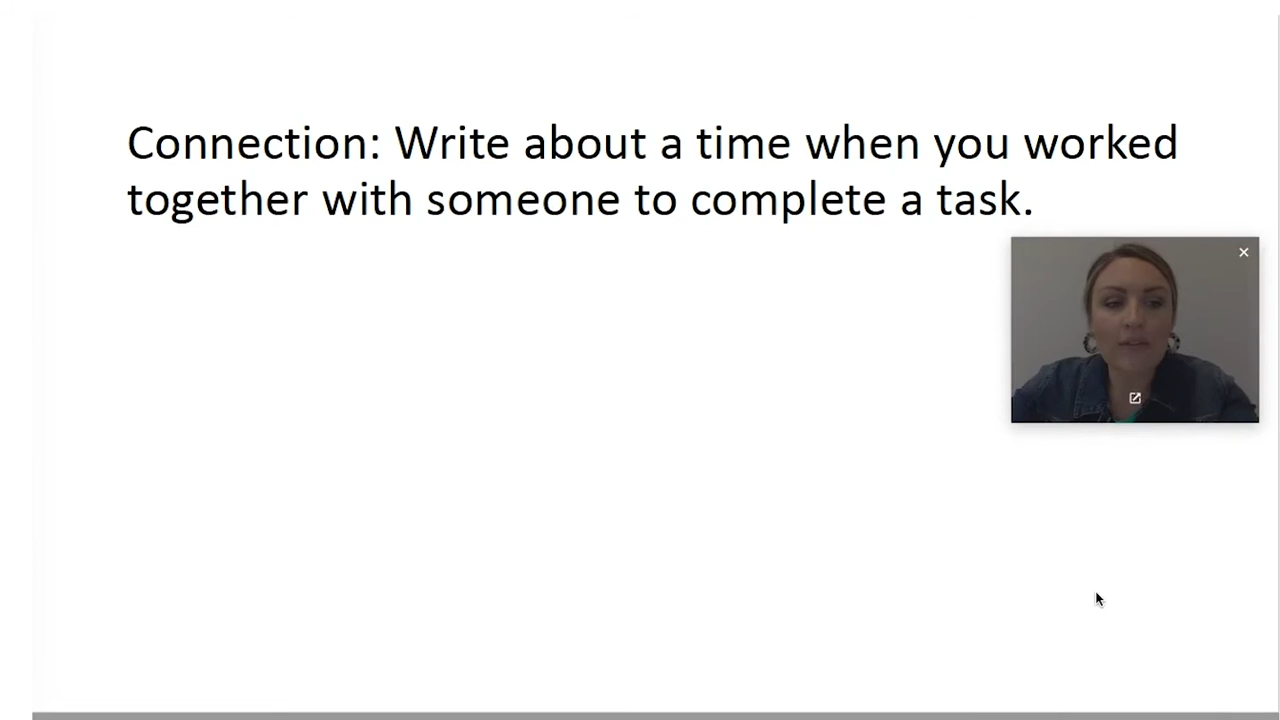 Connection: Write about a time when you worked
together with someone to complete a task.